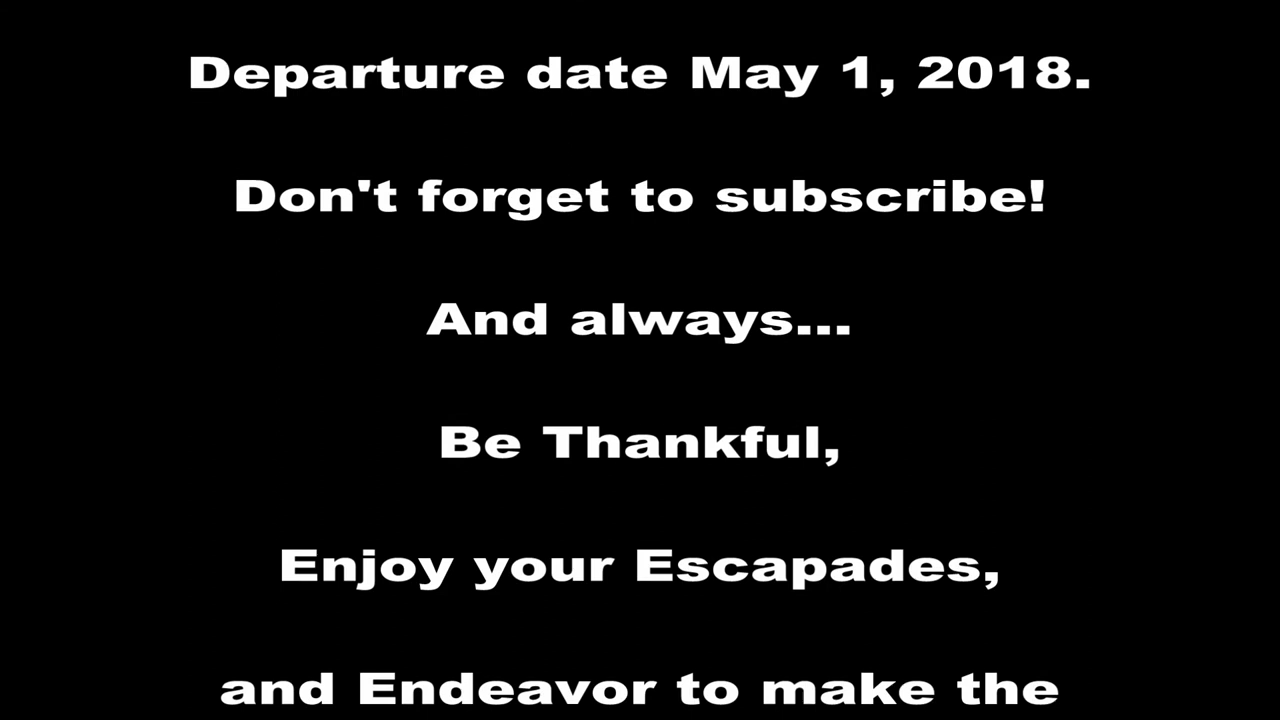 Departure date May 1, 2018.
Don't forget to subscribe!
And always...
Be Thankful,
Enjoy your Escapades,
and Endeavor to make the